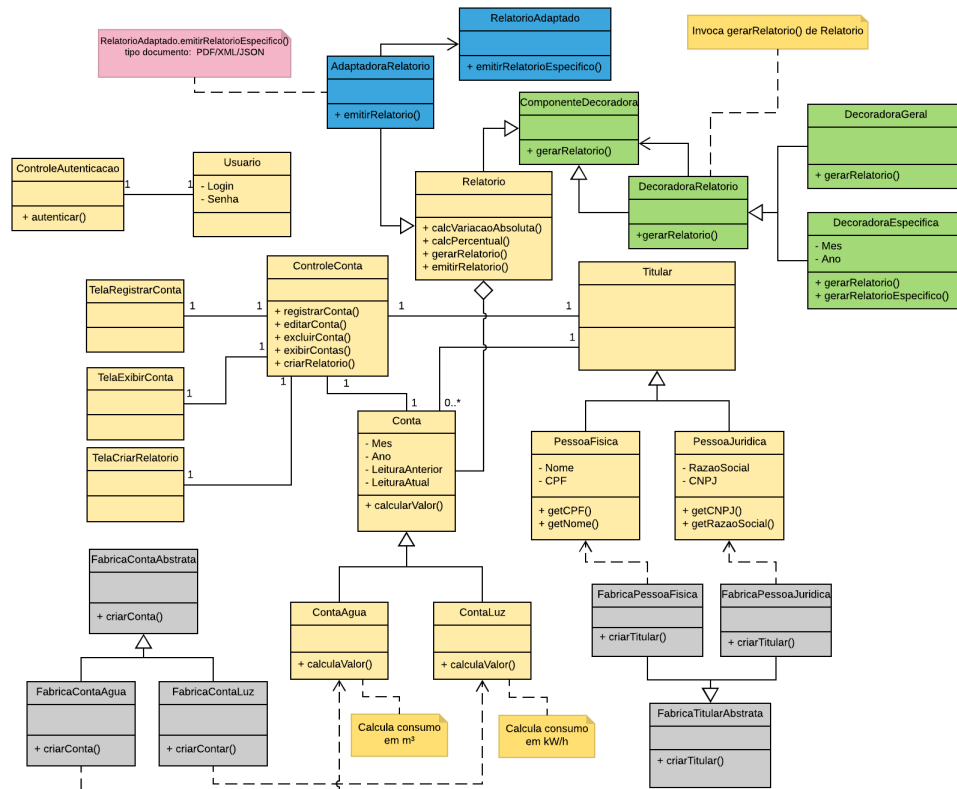 RelatorioAdaptado
+ emitirRelatorioEspecifico()
RelatorioAdaptado.emitirRelatorioEspecifico()
tipo documento: PDF/XML/JSON
AdaptadoraRelatorio
+ emitirRelatorio()
Invoca gerarRelatorio() de Relatorio
ComponenteDecoradora
+ gerarRelatorio()
DecoradoraGeral
+ gerarRelatorio()
ControleAutenticacao
+ autenticar()
1
1
Usuario
- Login
- Senha
Relatorio
+ calcVariacaoAbsoluta()
+ calcPercentual()
+ gerarRelatorio()
+ emitirRelatorio()
DecoradoraRelatorio
+gerarRelatorio()
DecoradoraEspecifica
- Mes
- Ano
+ gerarRelatorio()
+ gerarRelatorioEspecifico()
ControleConta
+ registrarConta()
+ editarConta()
+ excluirConta()
+ exibirContas()
+ criarRelatorio()
Titular
TelaRegistrarConta
1
1
1
1
1
TelaExibirConta
1
1
TelaCriarRelatorio
1
1
1
1
0..*
Conta
- Mes
- Ano
- LeituraAnterior
- LeituraAtual
+ calcularValor()
PessoaFisica
- Nome
- CPF
+ getCPF()
+ getNome()
PessoaJuridica
- RazaoSocial
- CNPJ
+ getCNPJ()
+ getRazaoSocial()
FabricaContaAbstrata
+ criarConta()
ContaAgua
+ calculaValor()
ContaLuz
+ calculaValor()
FabricaPessoaFisica
+ criarTitular()
FabricaPessoaJuridica
+ criarTitular()
FabricaContaAgua
+ criarConta()
FabricaContaLuz
+ criarContar()
Calcula consumo
em m³
Calcula consumo
em kW/h
FabricaTitularAbstrata
+ criarTitular()